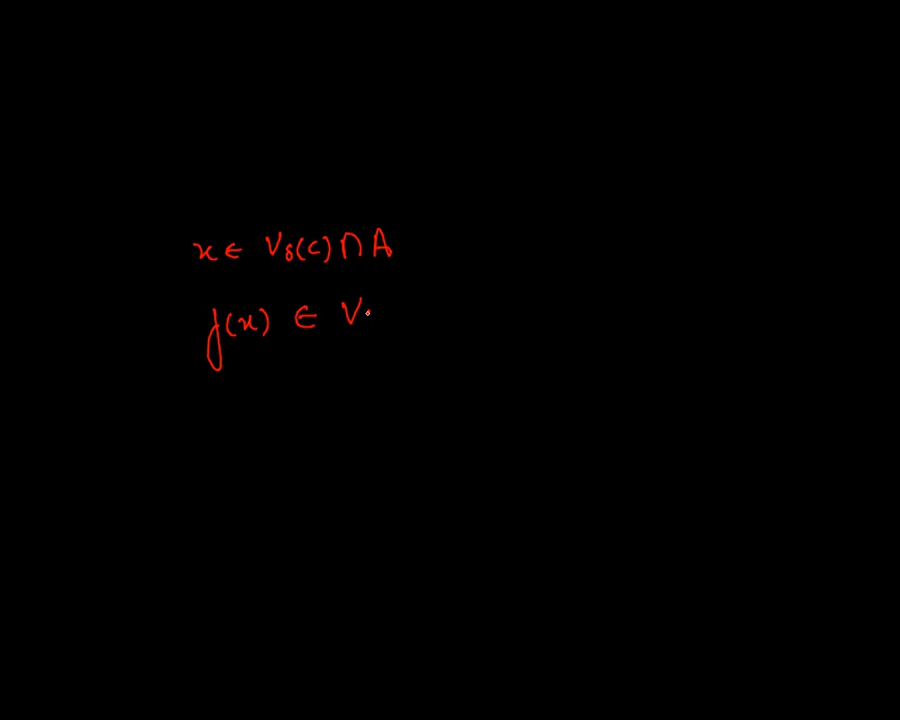 x ∈ V_δ(c) ∩ A
f(x) ∈ V